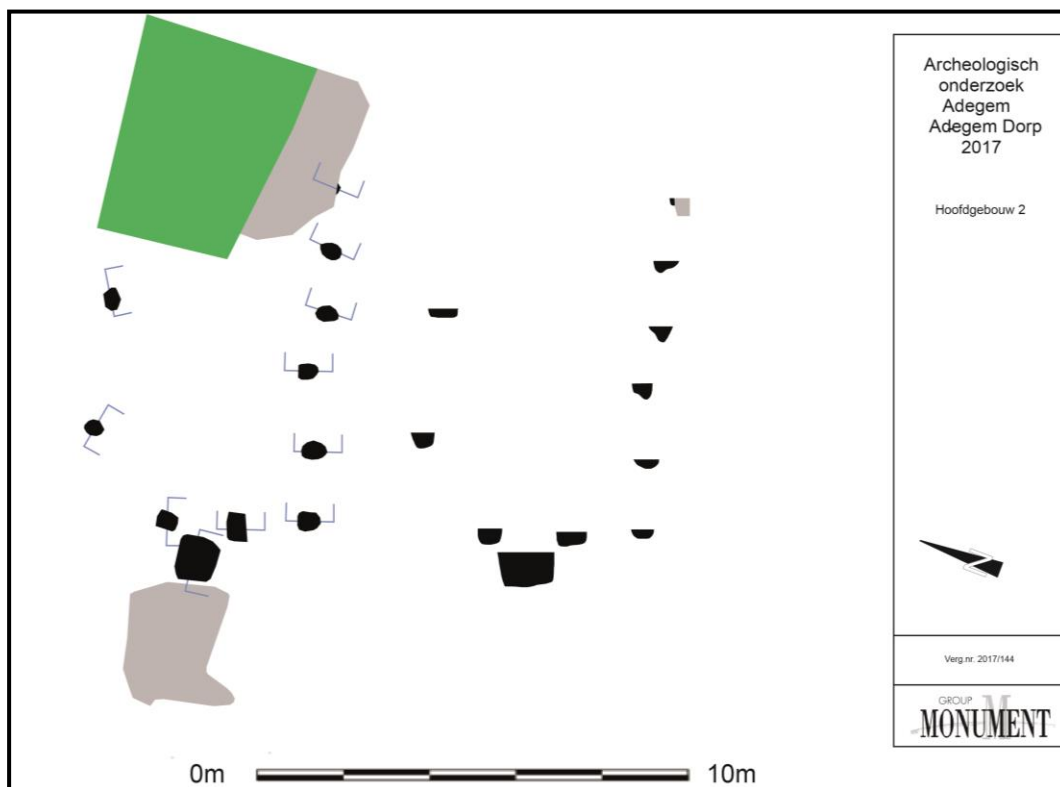 Archeologisch
onderzoek
Adegem
Adegem Dorp
2017
Hoofdgebouw 2
Verg.nr. 2017/144
GROUP
M
MONUMENT
0m
10m